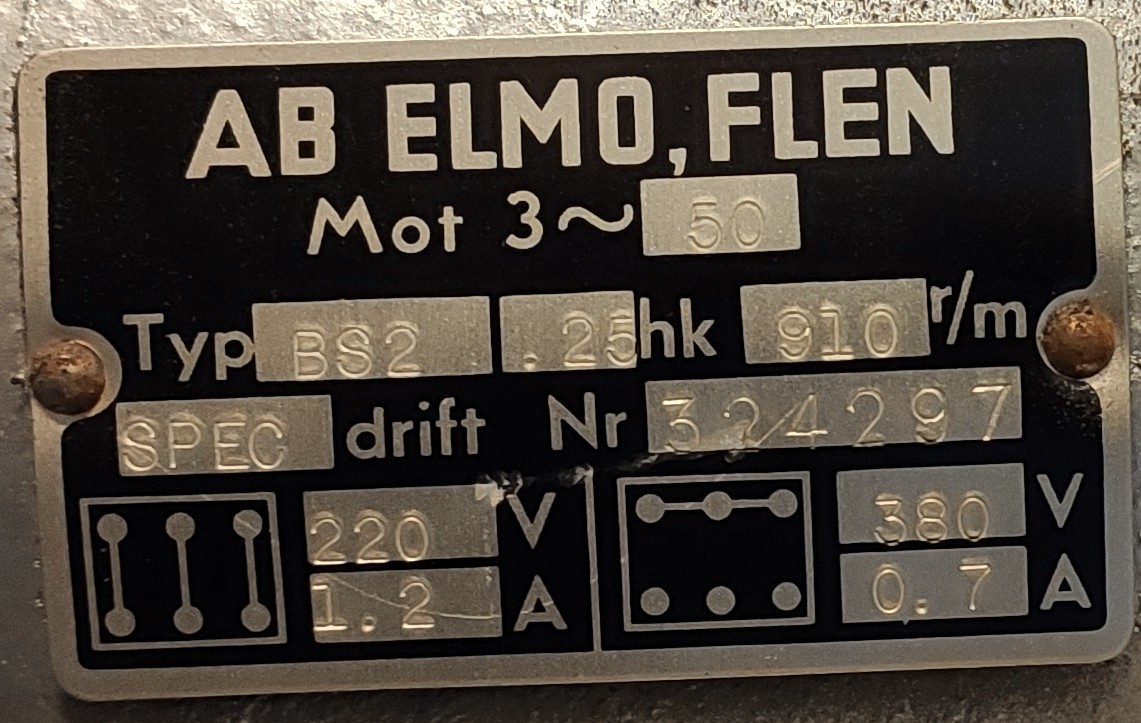 AB ELMO, FLEN
Mot 3~ 50
Typ BS2 .25 hk 910 r/m
SPEC drift Nr 324297
220 V 380 V
1.2 A 0.7 A